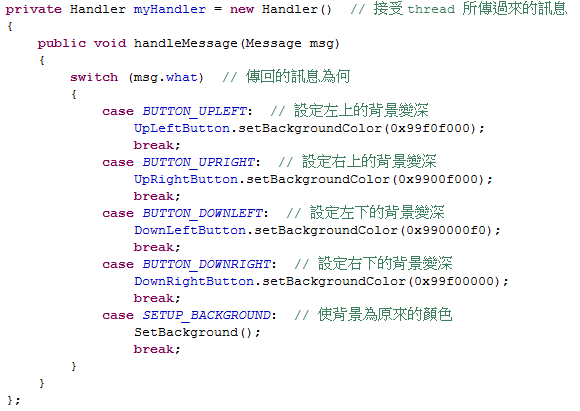 private Handler myHandler = new Handler()  // 接受 thread 所傳過來的訊息
{
    public void handleMessage(Message msg)
    {
        switch (msg.what)  // 傳回的訊息為何
        {
            case BUTTON_UPLEFT:  // 設定左上的背景變深
                UpLeftButton.setBackgroundColor(0x99f0f000);
                break;
            case BUTTON_UPRIGHT:  // 設定右上的背景變深
                UpRightButton.setBackgroundColor(0x9900f000);
                break;
            case BUTTON_DOWNLEFT:  // 設定左下的背景變深
                DownLeftButton.setBackgroundColor(0x990000f0);
                break;
            case BUTTON_DOWNRIGHT:  // 設定右下的背景變深
                DownRightButton.setBackgroundColor(0x99f00000);
                break;
            case SETUP_BACKGROUND:  // 使背景為原來的顏色
                SetBackground();
                break;
        }
    }
};